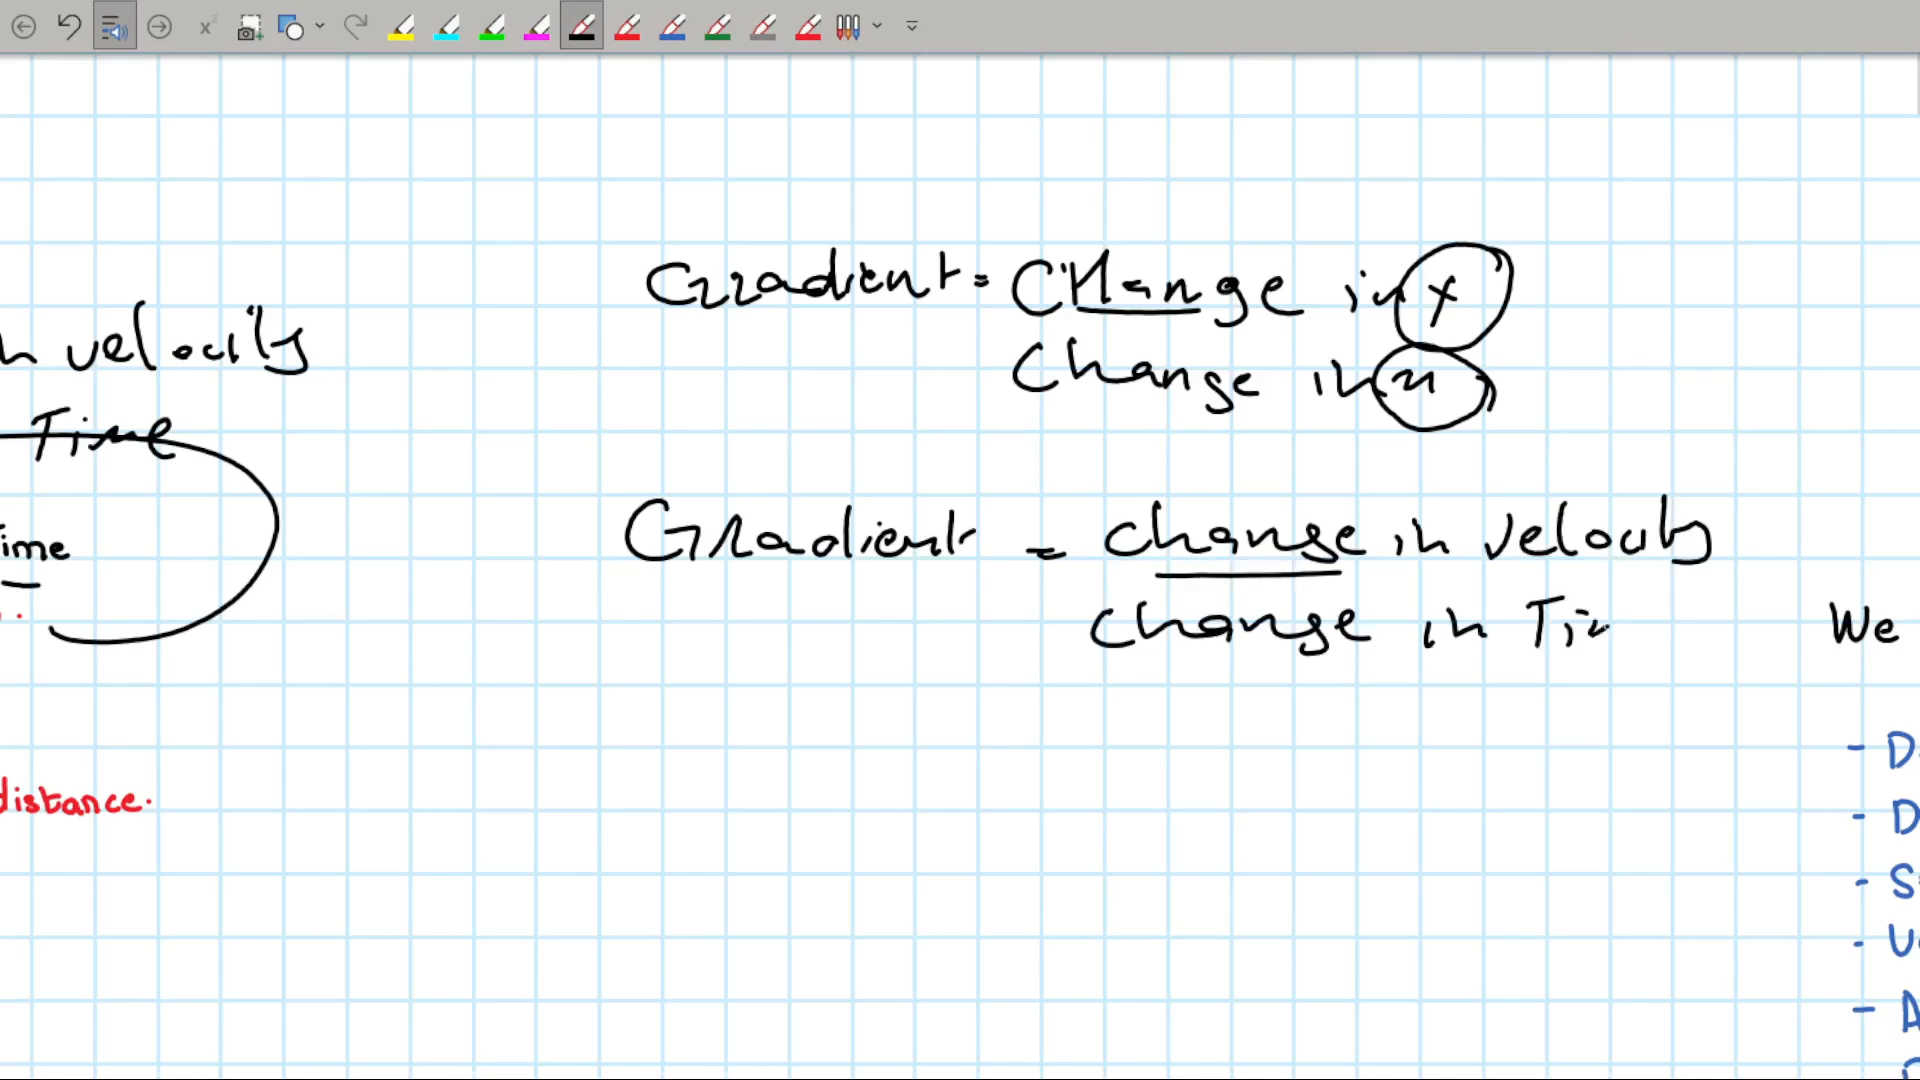 Gradient = Change in y
Change in x
velocity
Time
ime
Gradient = change in velocity
change in Ti
We
distance.
- D
- D
- S
- V
- A